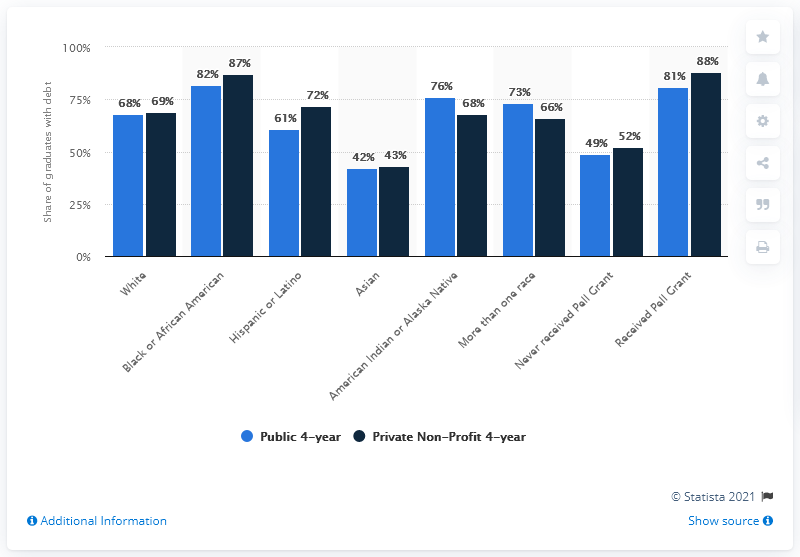 100%
75%
50%
25%
0%
Share of graduates with debt
68% 69%
82% 87%
61% 72%
42% 43%
76% 68%
73% 66%
49% 52%
81% 88%
White
Black or African American
Hispanic or Latino
Asian
American Indian or Alaska Native
More than one race
Never received Pell Grant
Received Pell Grant
Public 4-year Private Non-Profit 4-year
© Statista 2021
Additional Information Show source